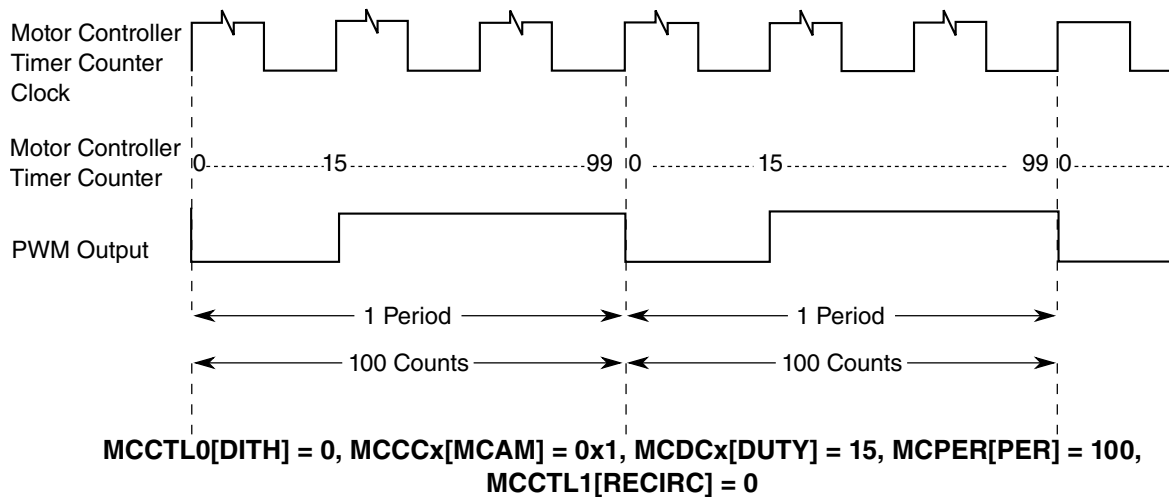 Motor Controller
Timer Counter
Clock
Motor Controller
Timer Counter
0 15 99 0 15 99 0
PWM Output
1 Period 1 Period
100 Counts 100 Counts
MCCTL0[DITH] = 0, MCCCx[MCAM] = 0x1, MCDCx[DUTY] = 15, MCPER[PER] = 100,
MCCTL1[RECIRC] = 0